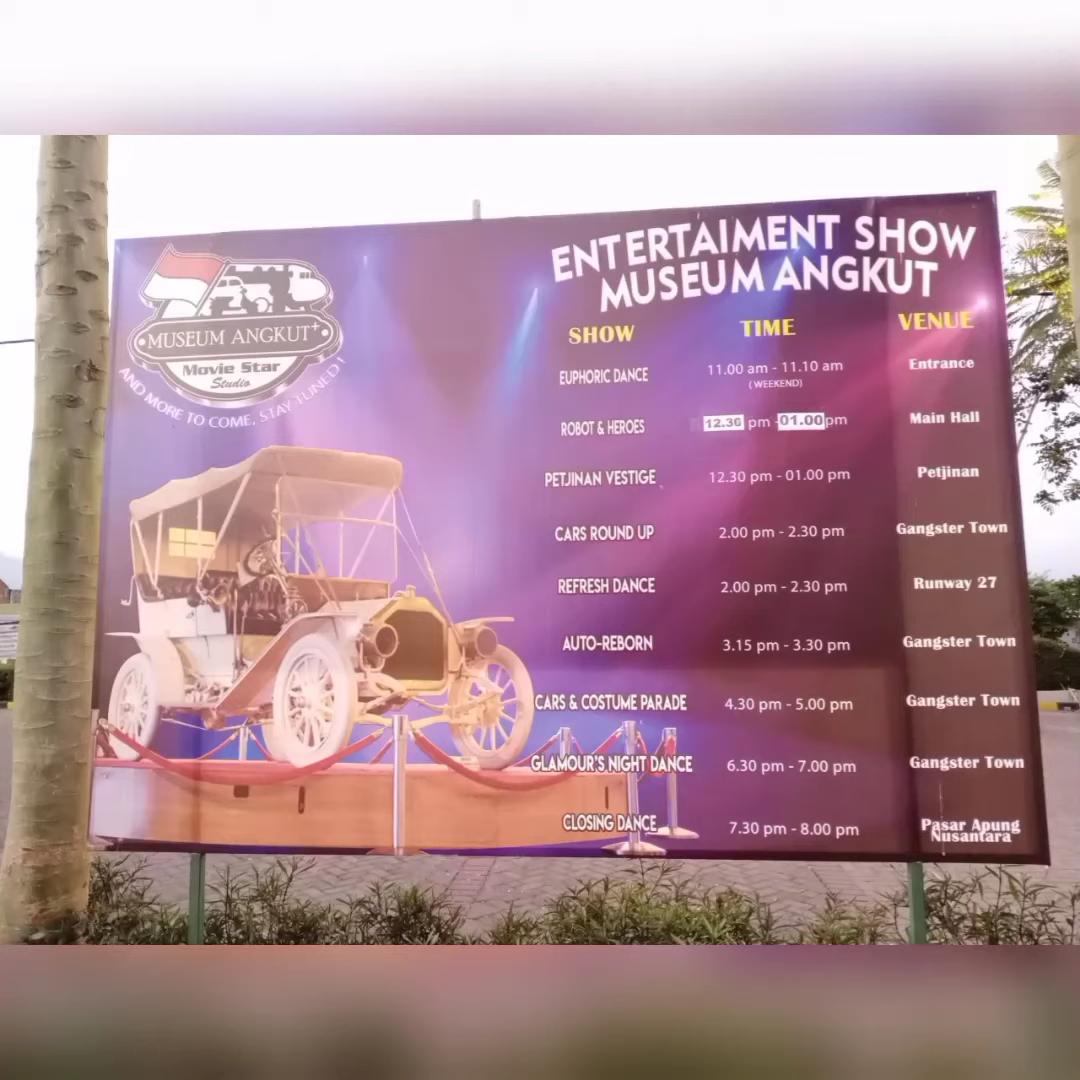 MUSEUM ANGKUT+
Movie Star
Studio
AND MORE TO COME, STAY TUNED !
ENTERTAIMENT SHOW
MUSEUM ANGKUT
SHOW TIME VENUE
EUPHORIC DANCE 11.00 am - 11.10 am Entrance
(WEEKEND)
ROBOT & HEROES 12.30 pm - 01.00 pm Main Hall
PETJINAN VESTIGE 12.30 pm - 01.00 pm Petjinan
CARS ROUND UP 2.00 pm - 2.30 pm Gangster Town
REFRESH DANCE 2.00 pm - 2.30 pm Runway 27
AUTO-REBORN 3.15 pm - 3.30 pm Gangster Town
CARS & COSTUME PARADE 4.30 pm - 5.00 pm Gangster Town
GLAMOUR'S NIGHT DANCE 6.30 pm - 7.00 pm Gangster Town
CLOSING DANCE 7.30 pm - 8.00 pm Pasar Apung
Nusantara